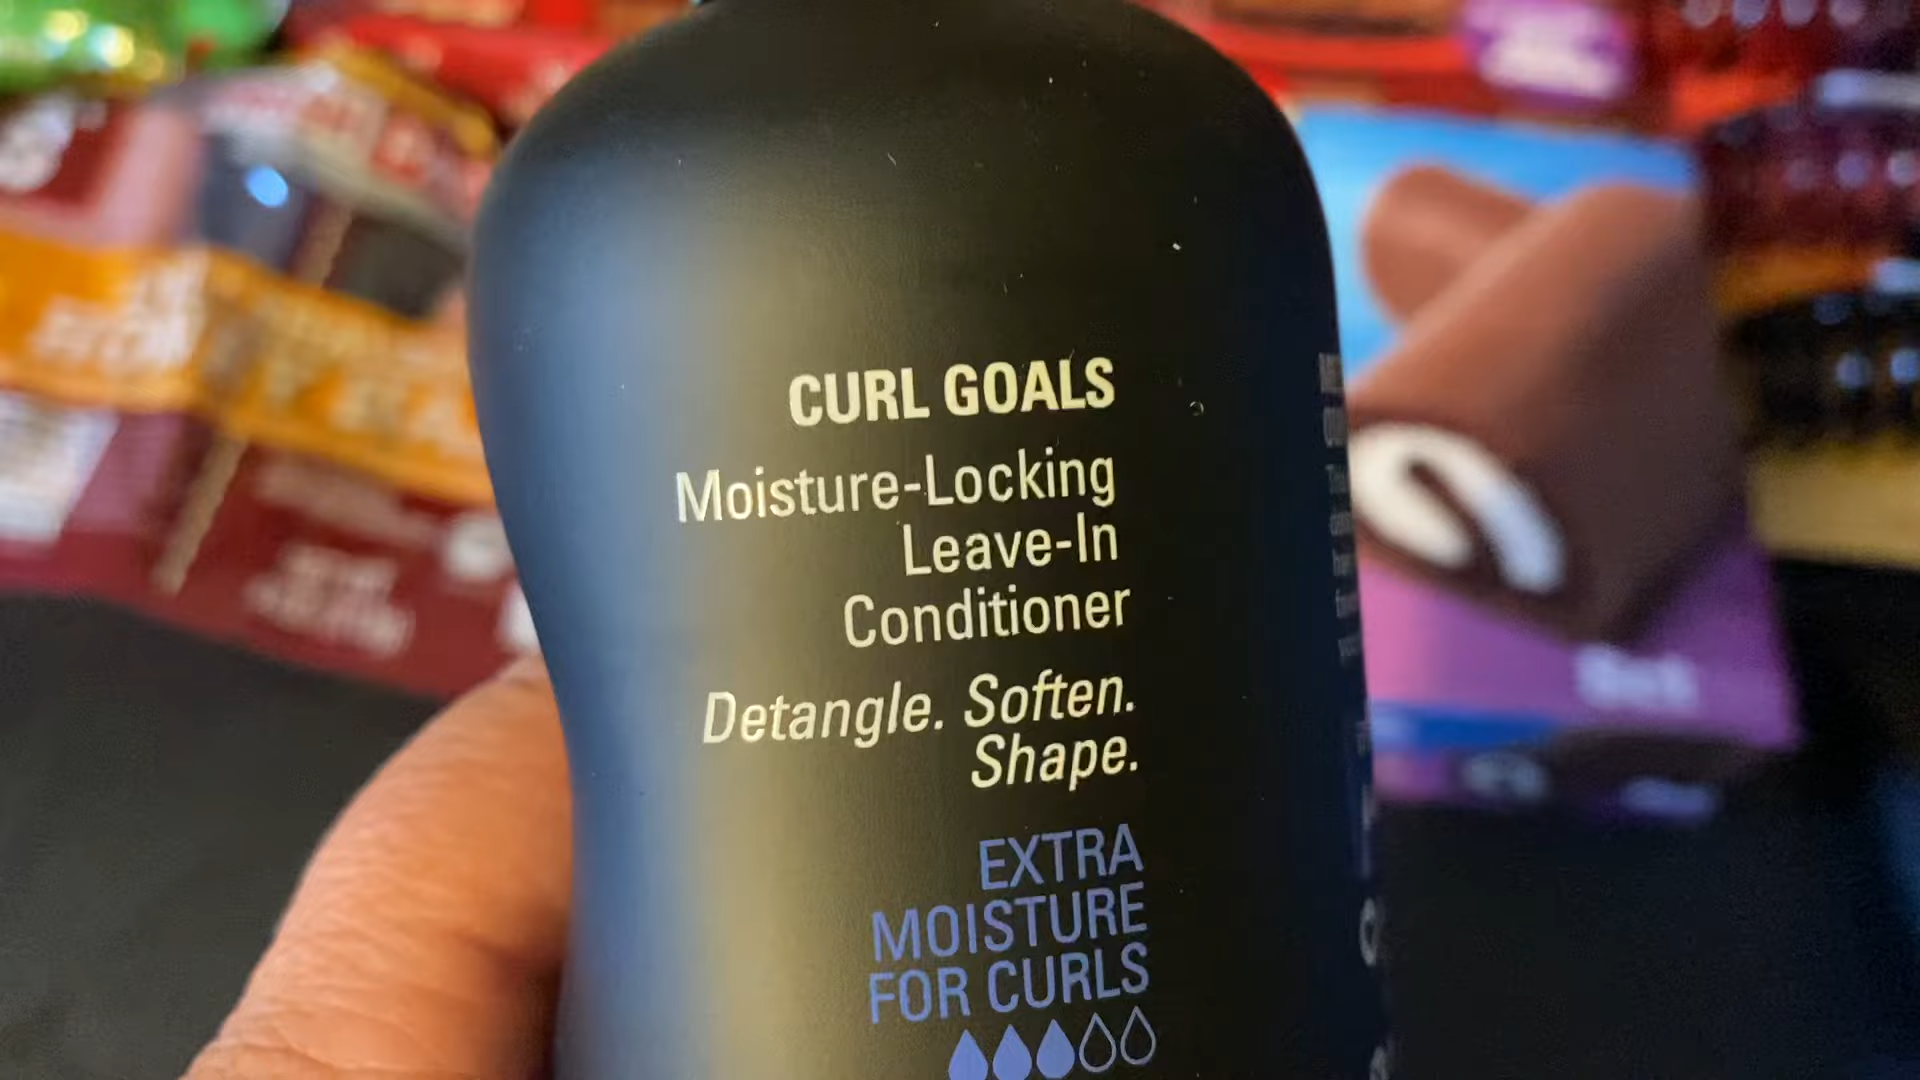 CURL GOALS
Moisture-Locking
Leave-In
Conditioner
Detangle. Soften.
Shape.
EXTRA
MOISTURE
FOR CURLS